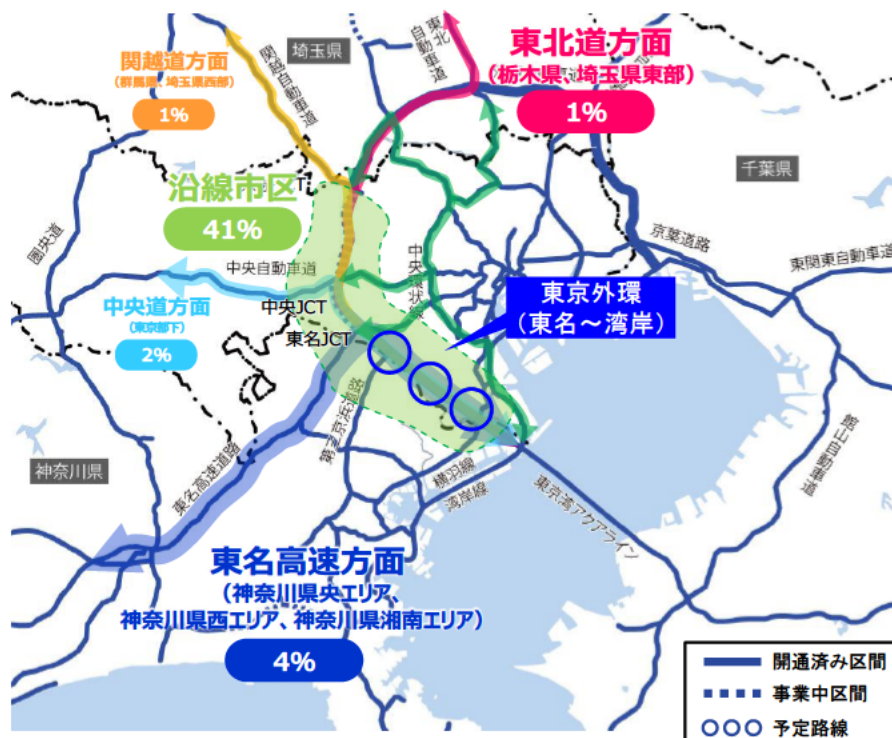 埼玉県
東北自動車道
関越道方面
(群馬県、埼玉県西部)
1%
関越自動車道
東北道方面
(栃木県、埼玉県東部)
1%
千葉県
沿線市区
41%
圏央道
京葉道路
東関東自動車道
中央自動車道
中央環状線
東京外環
(東名～湾岸)
中央道方面
(東京都下)
2%
中央JCT
東名JCT
第三京浜道路
館山自動車道
神奈川県
東名高速道路
横羽線
湾岸線
東京湾アクアライン
東名高速方面
(神奈川県央エリア、
神奈川県西エリア、神奈川県湘南エリア)
4%
開通済み区間
事業中区間
予定路線